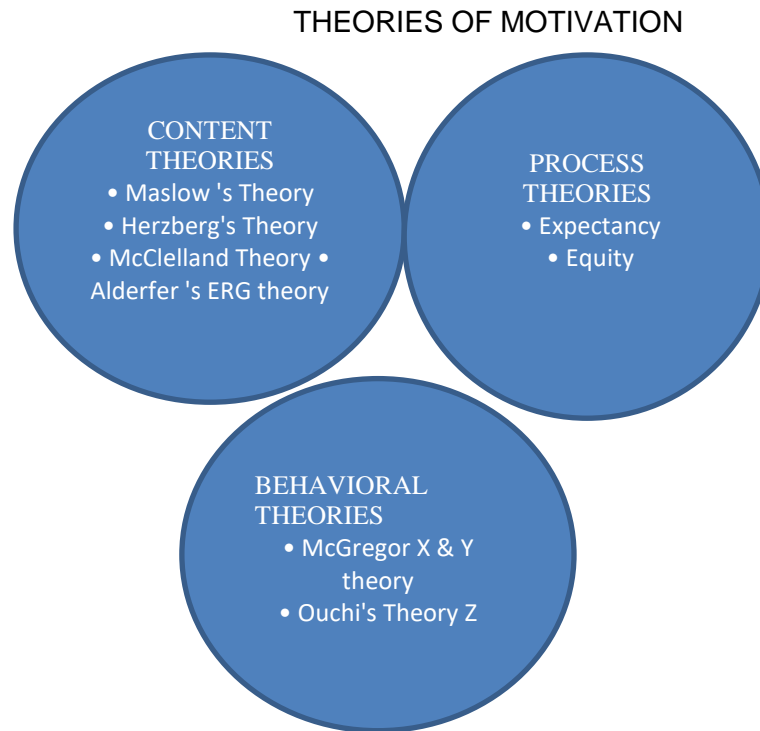 THEORIES OF MOTIVATION
CONTENT
THEORIES
• Maslow 's Theory
• Herzberg's Theory
• McClelland Theory •
Alderfer 's ERG theory
PROCESS
THEORIES
• Expectancy
• Equity
BEHAVIORAL
THEORIES
• McGregor X & Y
theory
• Ouchi's Theory Z